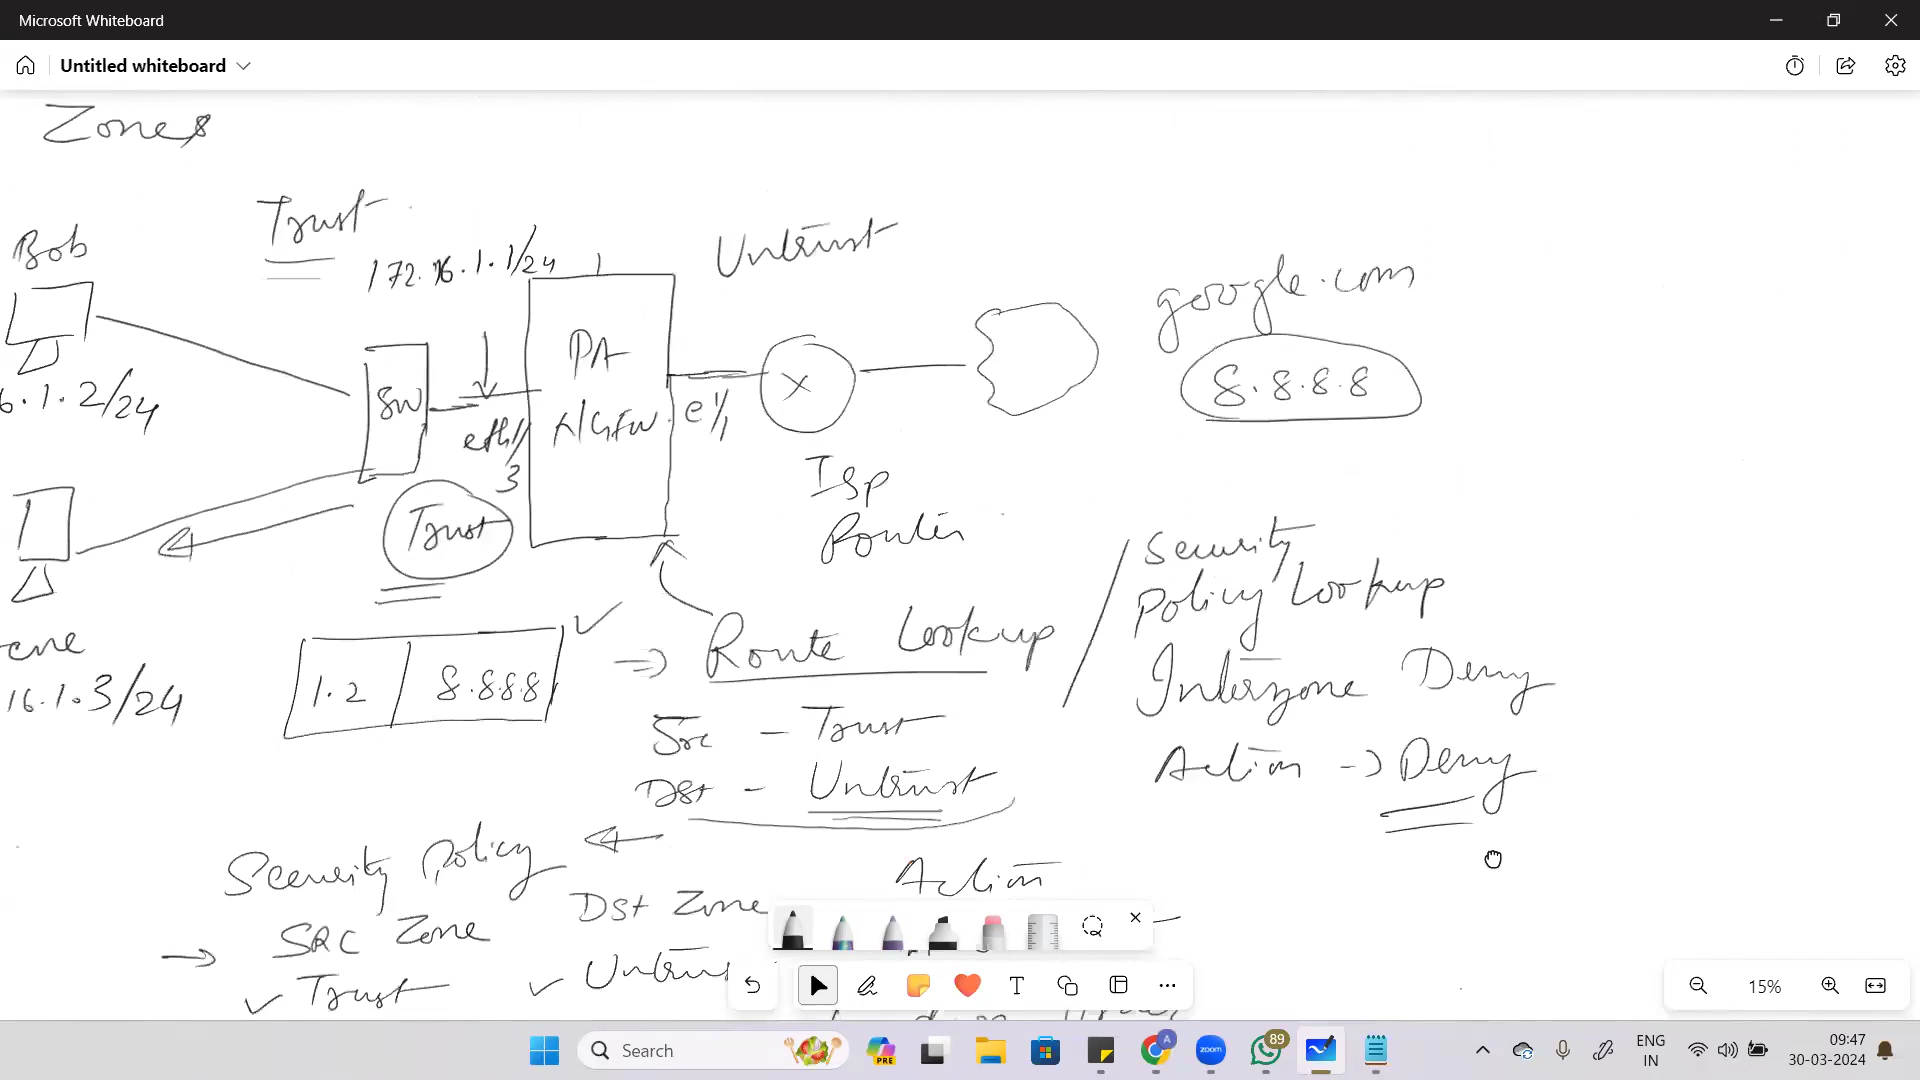 Microsoft Whiteboard
Untitled whiteboard
Zones
Trust
Bob
172.16.1.1/24
Untrust
google.com
8.8.8.8
PA
NGFW
SW
eth1/3
e1/1
6.1.2/24
Isp
Router
Trust
Security
Policy Lookup
Route Lookup
Interzone Deny
1.2
8.8.8.8
16.1.3/24
Src - Trust
Dst - Untrust
Action -> Deny
Security Policy
Action
SRC Zone
Dst Zone
Trust
PRE
Search
zoom
89
15%
ENG
IN
09:47
30-03-2024